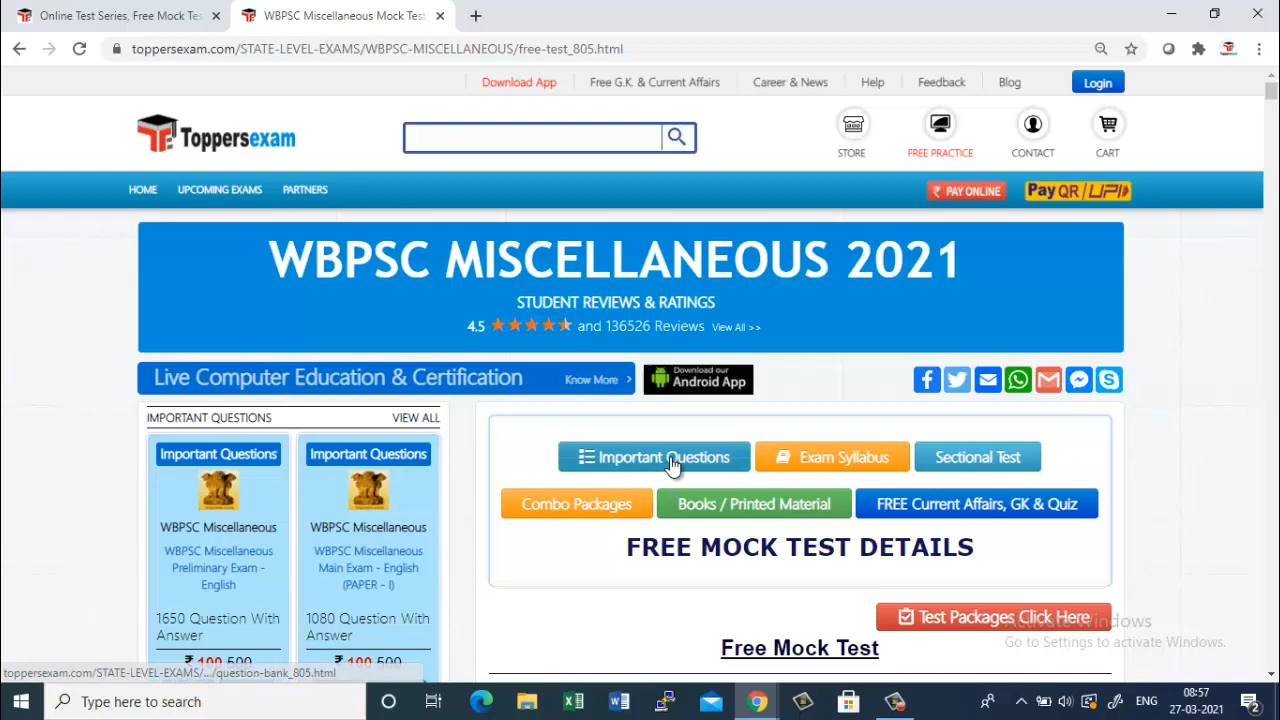 Online Test Series, Free Mock Tes
WBPSC Miscellaneous Mock Test
toppersexam.com/STATE-LEVEL-EXAMS/WBPSC-MISCELLANEOUS/free-test_805.html
Download App
Free G.K. & Current Affairs
Career & News
Help
Feedback
Blog
Login
Toppersexam
STORE
FREE PRACTICE
CONTACT
CART
HOME
UPCOMING EXAMS
PARTNERS
₹ PAY ONLINE
Pay QR / UPI
WBPSC MISCELLANEOUS 2021
STUDENT REVIEWS & RATINGS
4.5 and 136526 Reviews View All >>
Live Computer Education & Certification
Know More >
Download our
Android App
IMPORTANT QUESTIONS
VIEW ALL
Important Questions
WBPSC Miscellaneous
WBPSC Miscellaneous
Preliminary Exam -
English
1650 Question With
Answer
₹ 100 500
Important Questions
WBPSC Miscellaneous
WBPSC Miscellaneous
Main Exam - English
(PAPER - I)
1080 Question With
Answer
₹ 100 500
Important Questions
Exam Syllabus
Sectional Test
Combo Packages
Books / Printed Material
FREE Current Affairs, GK & Quiz
FREE MOCK TEST DETAILS
Test Packages Click Here
Free Mock Test
Activate Windows
Go to Settings to activate Windows.
toppersexam.com/STATE-LEVEL-EXAMS/.../question-bank_805.html
Type here to search
ENG
08:57
27-03-2021
2